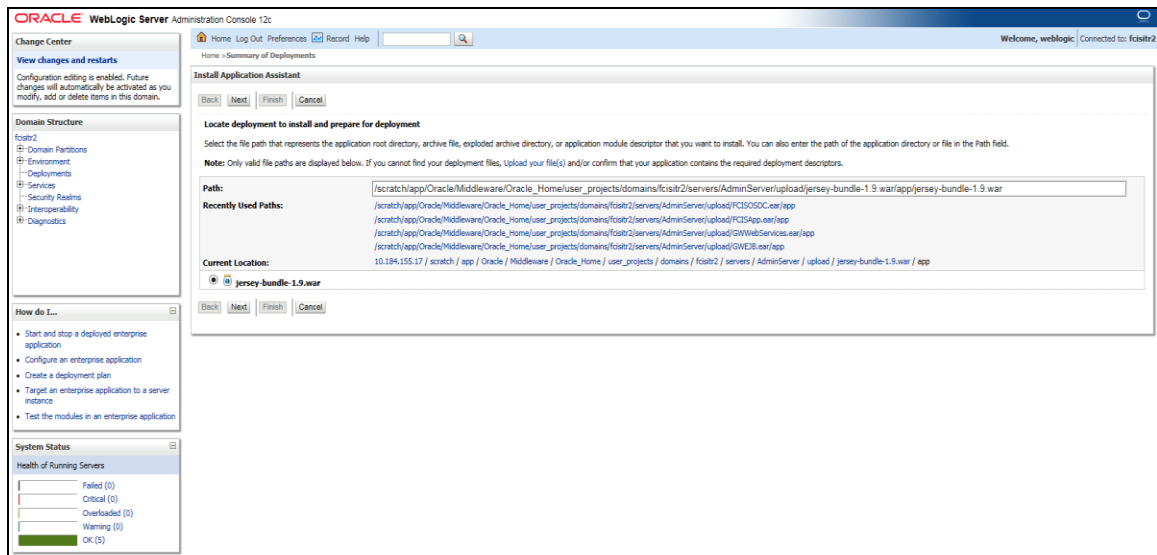 ORACLE WebLogic Server Administration Console 12c
Change Center
View changes and restarts
Configuration editing is enabled. Future
changes will automatically be activated as you
modify, add or delete items in this domain.
Domain Structure
fcisitr2
Domain Partitions
Environment
Deployments
Services
Security Realms
Interoperability
Diagnostics
How do I...
Start and stop a deployed enterprise
application
Configure an enterprise application
Create a deployment plan
Target an enterprise application to a server
instance
Test the modules in an enterprise application
System Status
Health of Running Servers
Failed (0)
Critical (0)
Overloaded (0)
Warning (0)
OK (5)
Home Log Out Preferences Record Help
Welcome, weblogic Connected to: fcisitr2
Home >Summary of Deployments
Install Application Assistant
Back Next Finish Cancel
Locate deployment to install and prepare for deployment
Select the file path that represents the application root directory, archive file, exploded archive directory, or application module descriptor that you want to install. You can also enter the path of the application directory or file in the Path field.
Note: Only valid file paths are displayed below. If you cannot find your deployment files, Upload your file(s) and/or confirm that your application contains the required deployment descriptors.
Path: /scratch/app/Oracle/Middleware/Oracle_Home/user_projects/domains/fcisitr2/servers/AdminServer/upload/jersey-bundle-1.9.war/app/jersey-bundle-1.9.war
Recently Used Paths: /scratch/app/Oracle/Middleware/Oracle_Home/user_projects/domains/fcisitr2/servers/AdminServer/upload/FCISOSDC.ear/app
/scratch/app/Oracle/Middleware/Oracle_Home/user_projects/domains/fcisitr2/servers/AdminServer/upload/FCISApp.ear/app
/scratch/app/Oracle/Middleware/Oracle_Home/user_projects/domains/fcisitr2/servers/AdminServer/upload/GWWebServices.ear/app
/scratch/app/Oracle/Middleware/Oracle_Home/user_projects/domains/fcisitr2/servers/AdminServer/upload/GWEJB.ear/app
Current Location: 10.184.155.17 / scratch / app / Oracle / Middleware / Oracle_Home / user_projects / domains / fcisitr2 / servers / AdminServer / upload / jersey-bundle-1.9.war / app
jersey-bundle-1.9.war
Back Next Finish Cancel